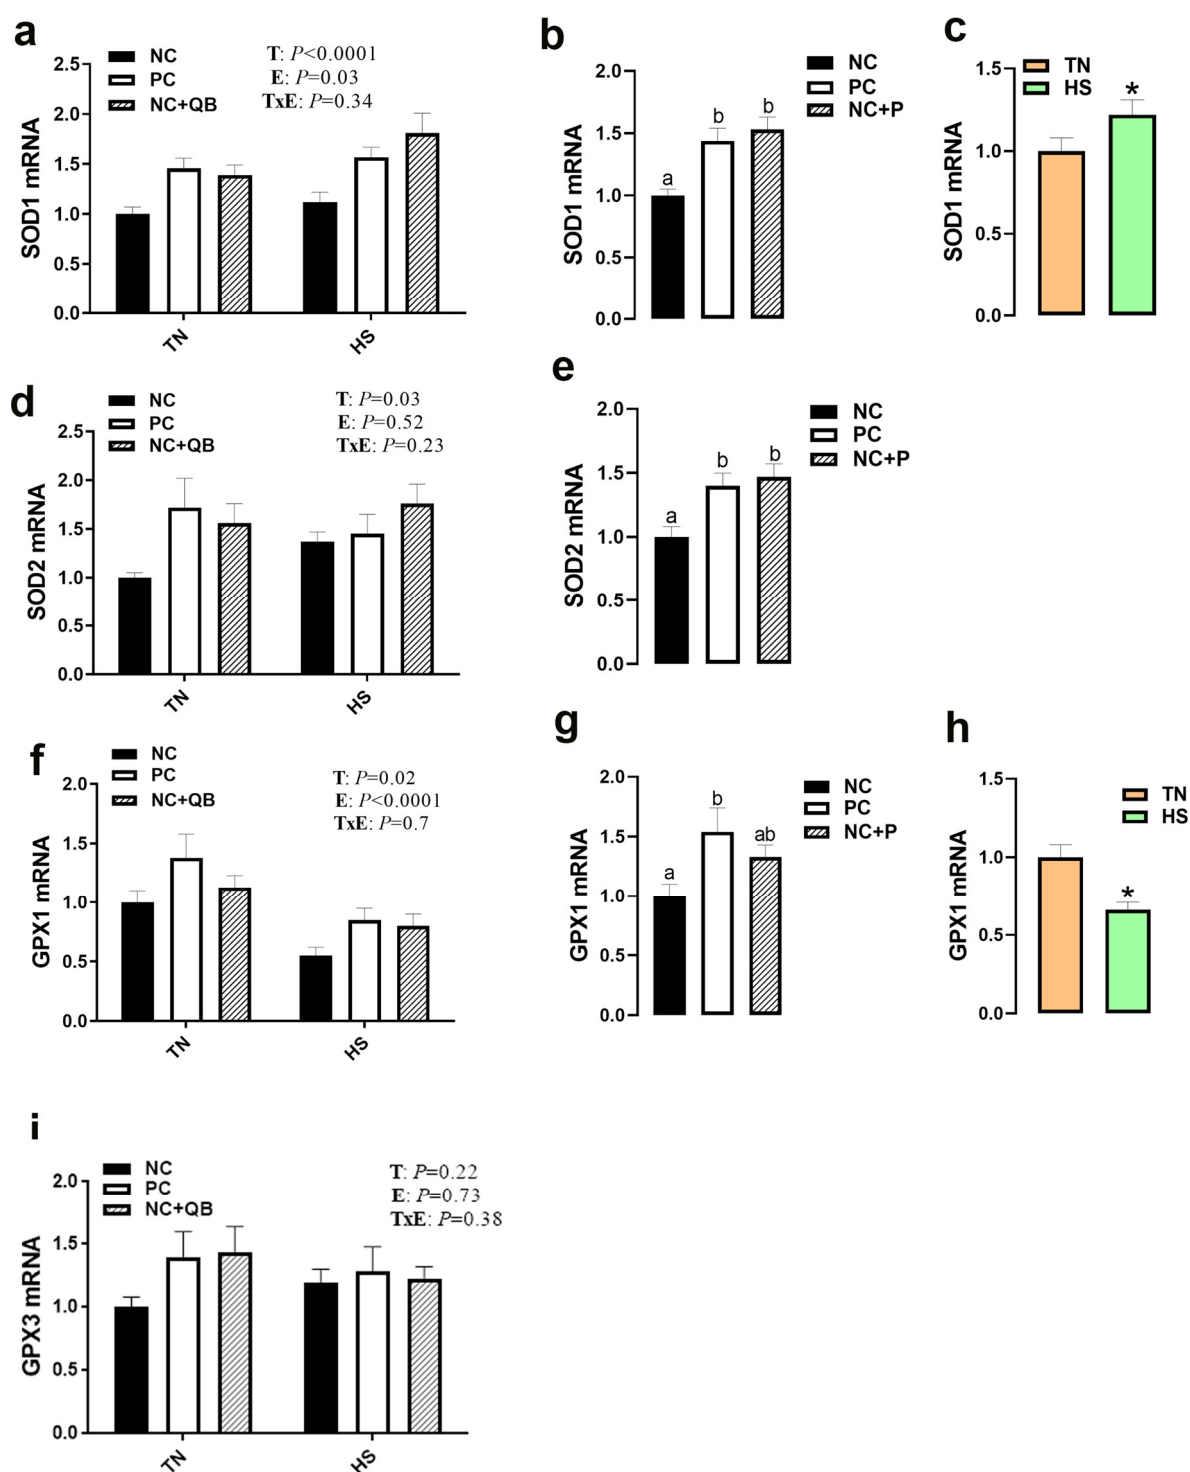 a
NC
PC
NC+QB
T: P<0.0001
E: P=0.03
TxE: P=0.34
SOD1 mRNA
2.5
2.0
1.5
1.0
0.5
0.0
TN
HS
b
NC
PC
NC+P
SOD1 mRNA
2.0
1.5
1.0
0.5
0.0
a
b
b
c
TN
HS
SOD1 mRNA
1.5
1.0
0.5
0.0
*
d
NC
PC
NC+QB
T: P=0.03
E: P=0.52
TxE: P=0.23
SOD2 mRNA
2.5
2.0
1.5
1.0
0.5
0.0
TN
HS
e
NC
PC
NC+P
SOD2 mRNA
2.0
1.5
1.0
0.5
0.0
a
b
b
f
NC
PC
NC+QB
T: P=0.02
E: P<0.0001
TxE: P=0.7
GPX1 mRNA
2.0
1.5
1.0
0.5
0.0
TN
HS
g
NC
PC
NC+P
GPX1 mRNA
2.0
1.5
1.0
0.5
0.0
a
b
ab
h
TN
HS
GPX1 mRNA
1.5
1.0
0.5
0.0
*
i
NC
PC
NC+QB
T: P=0.22
E: P=0.73
TxE: P=0.38
GPX3 mRNA
2.0
1.5
1.0
0.5
0.0
TN
HS